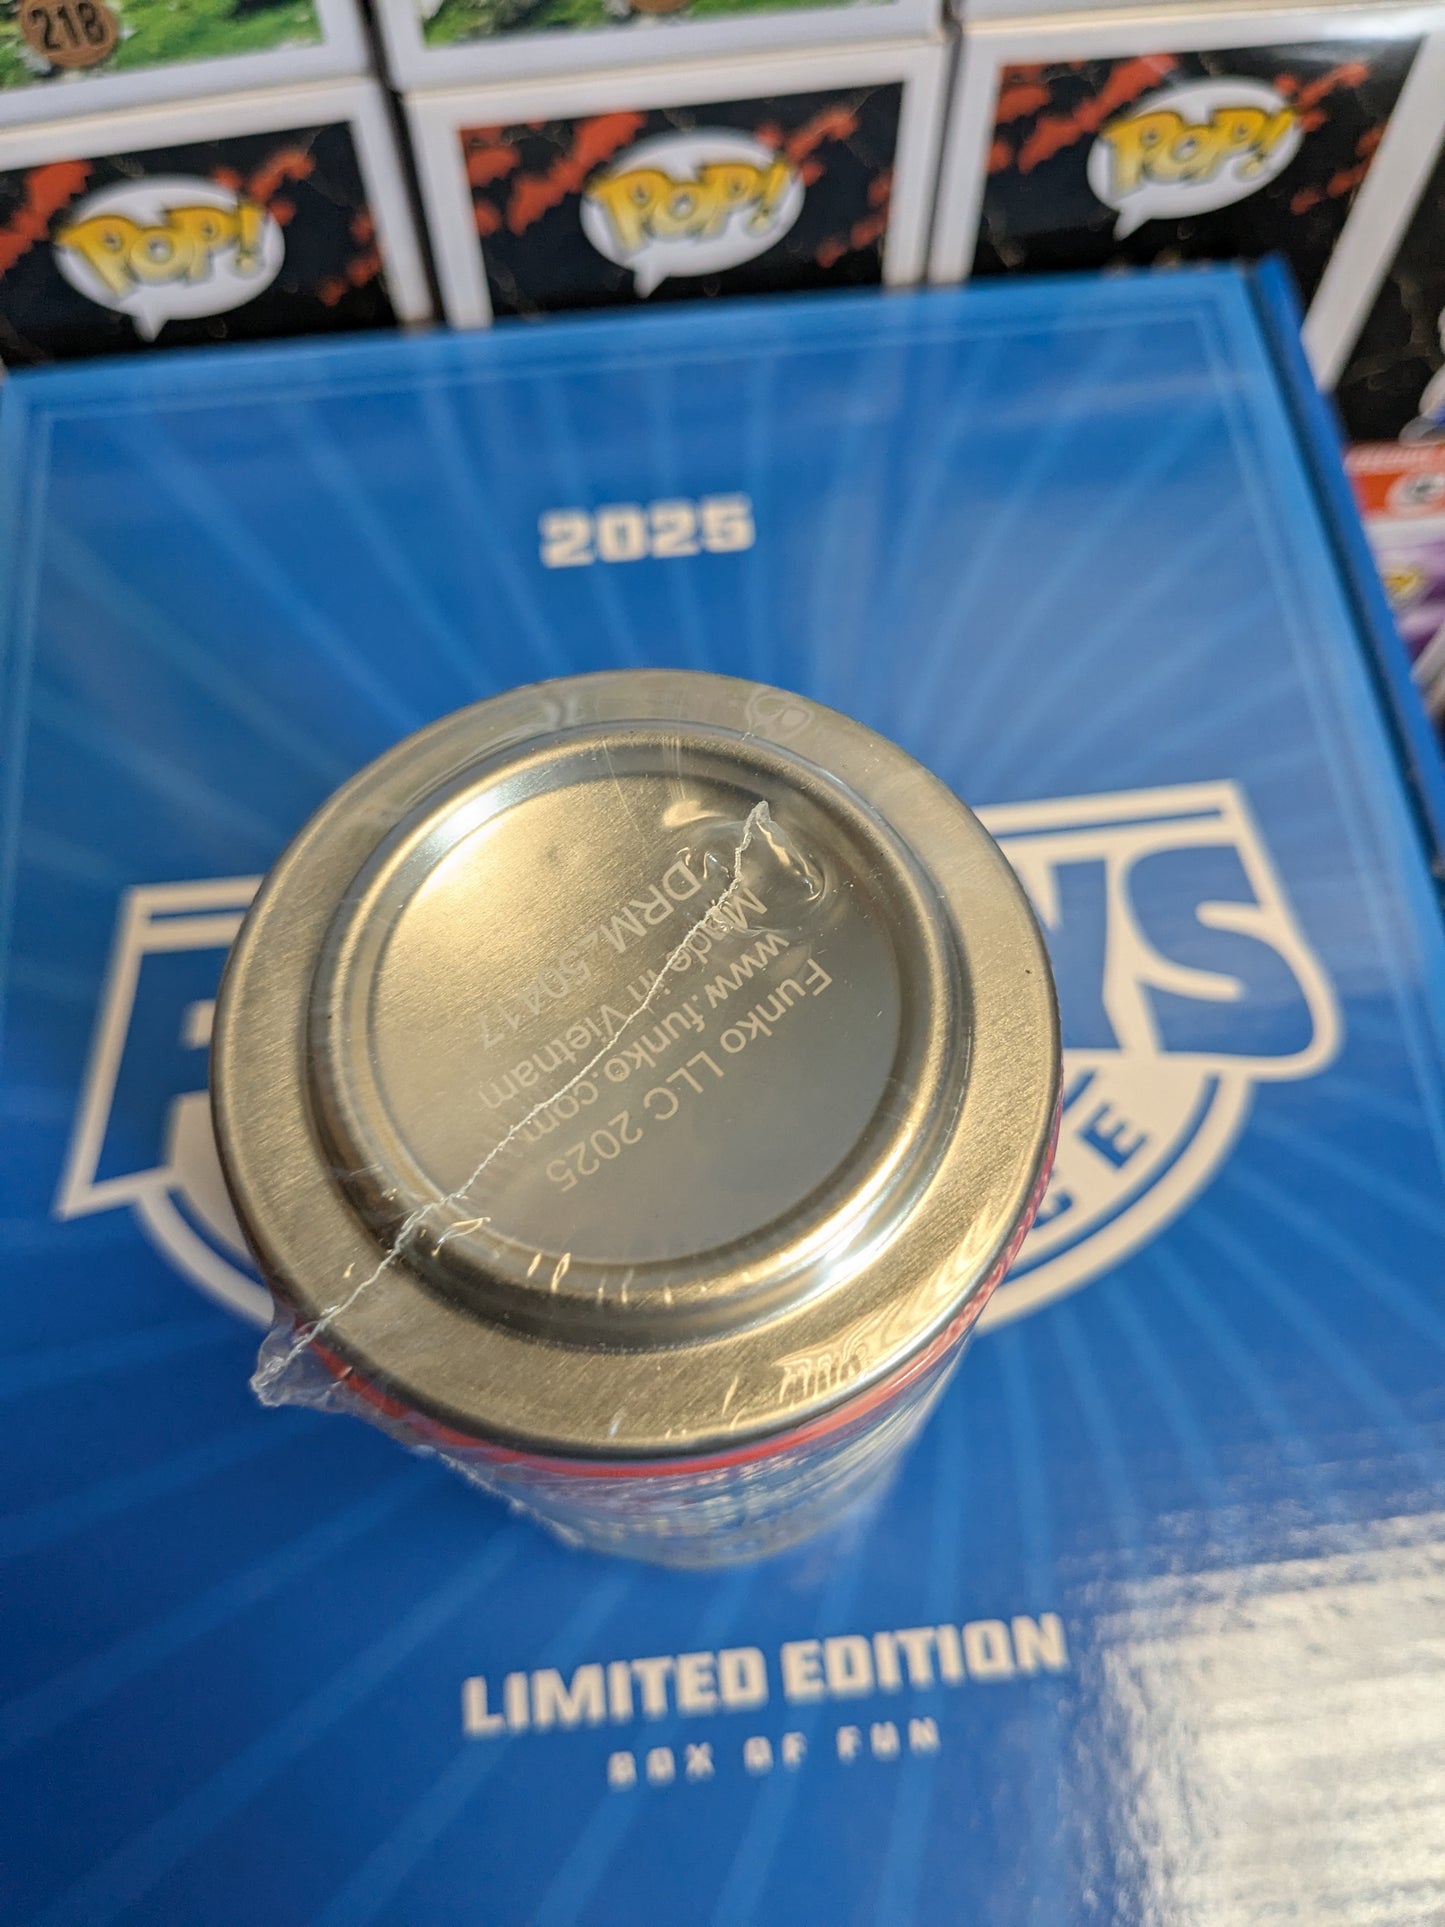 218
POP!
POP!
POP!
2025
Funko LLC 2025
www.funko.com
Made in Vietnam
DRM250417
LIMITED EDITION
BOX OF FUN